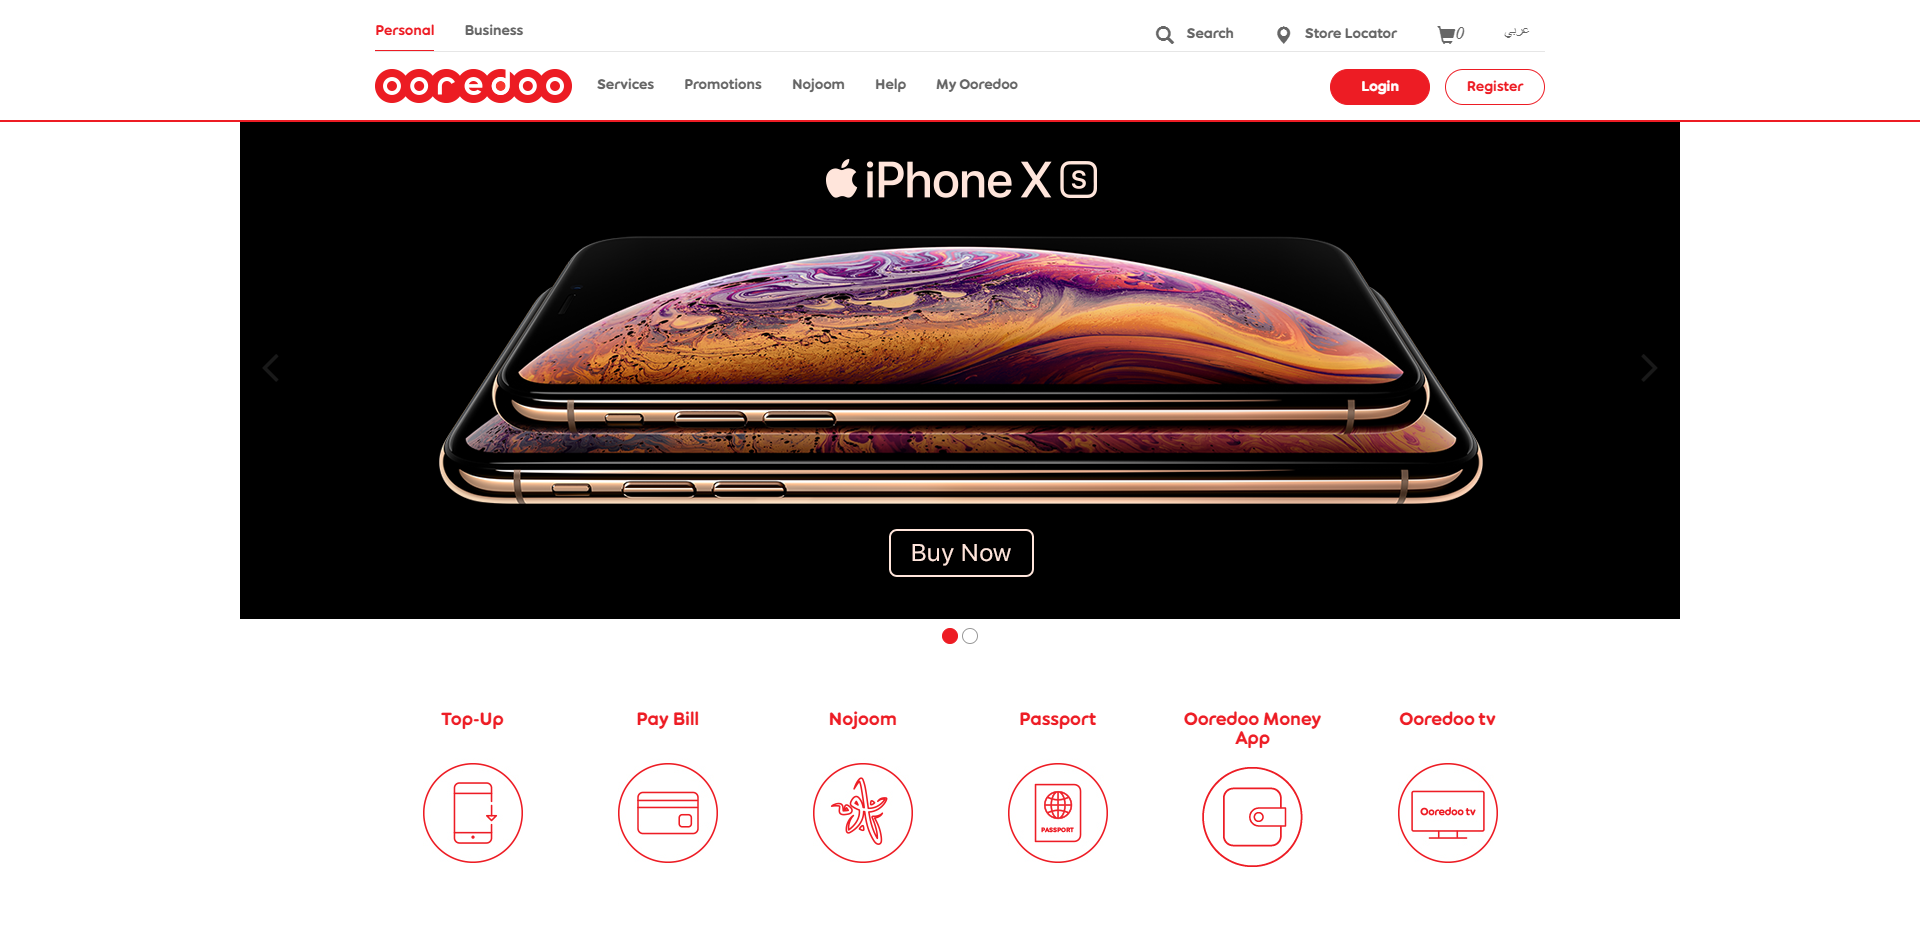 Personal
Business
Search
Store Locator
0
عربي
ooredoo
Services
Promotions
Nojoom
Help
My Ooredoo
Login
Register
iPhone XS
Buy Now
Top-Up
Pay Bill
Nojoom
Passport
Ooredoo Money
App
Ooredoo tv
نجوم
PASSPORT
Ooredoo tv